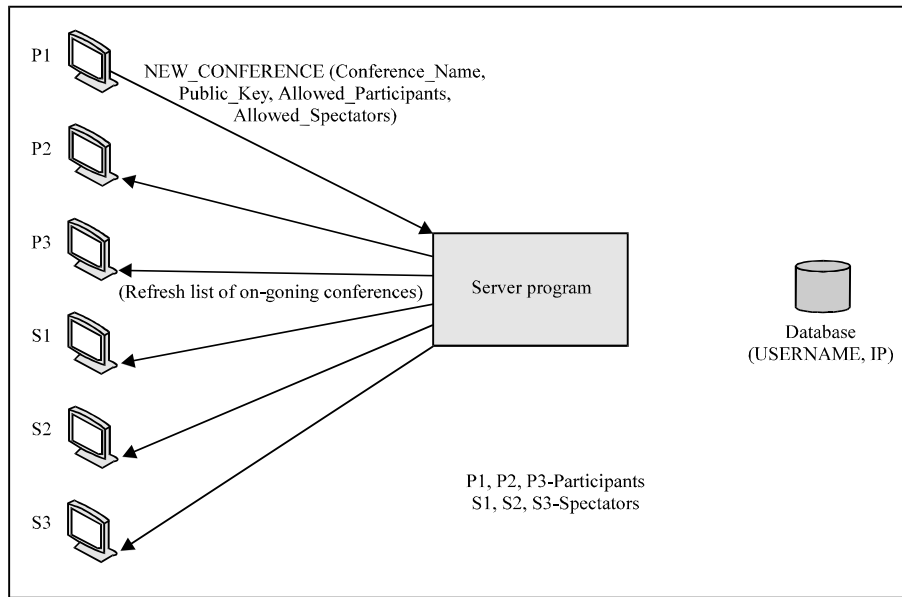 P1
NEW_CONFERENCE (Conference_Name,
Public_Key, Allowed_Participants,
Allowed_Spectators)
P2
P3
(Refresh list of on-goning conferences)
Server program
S1
Database
(USERNAME, IP)
S2
P1, P2, P3-Participants
S1, S2, S3-Spectators
S3